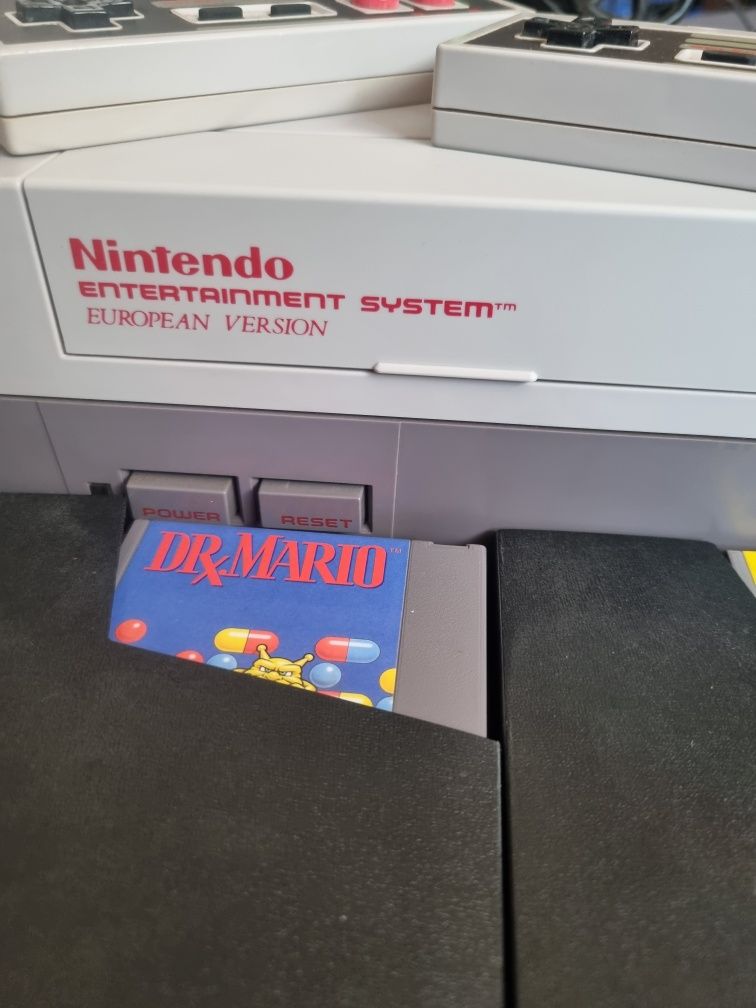 Nintendo
ENTERTAINMENT SYSTEM™
EUROPEAN VERSION
POWER
RESET
DR. MARIO™